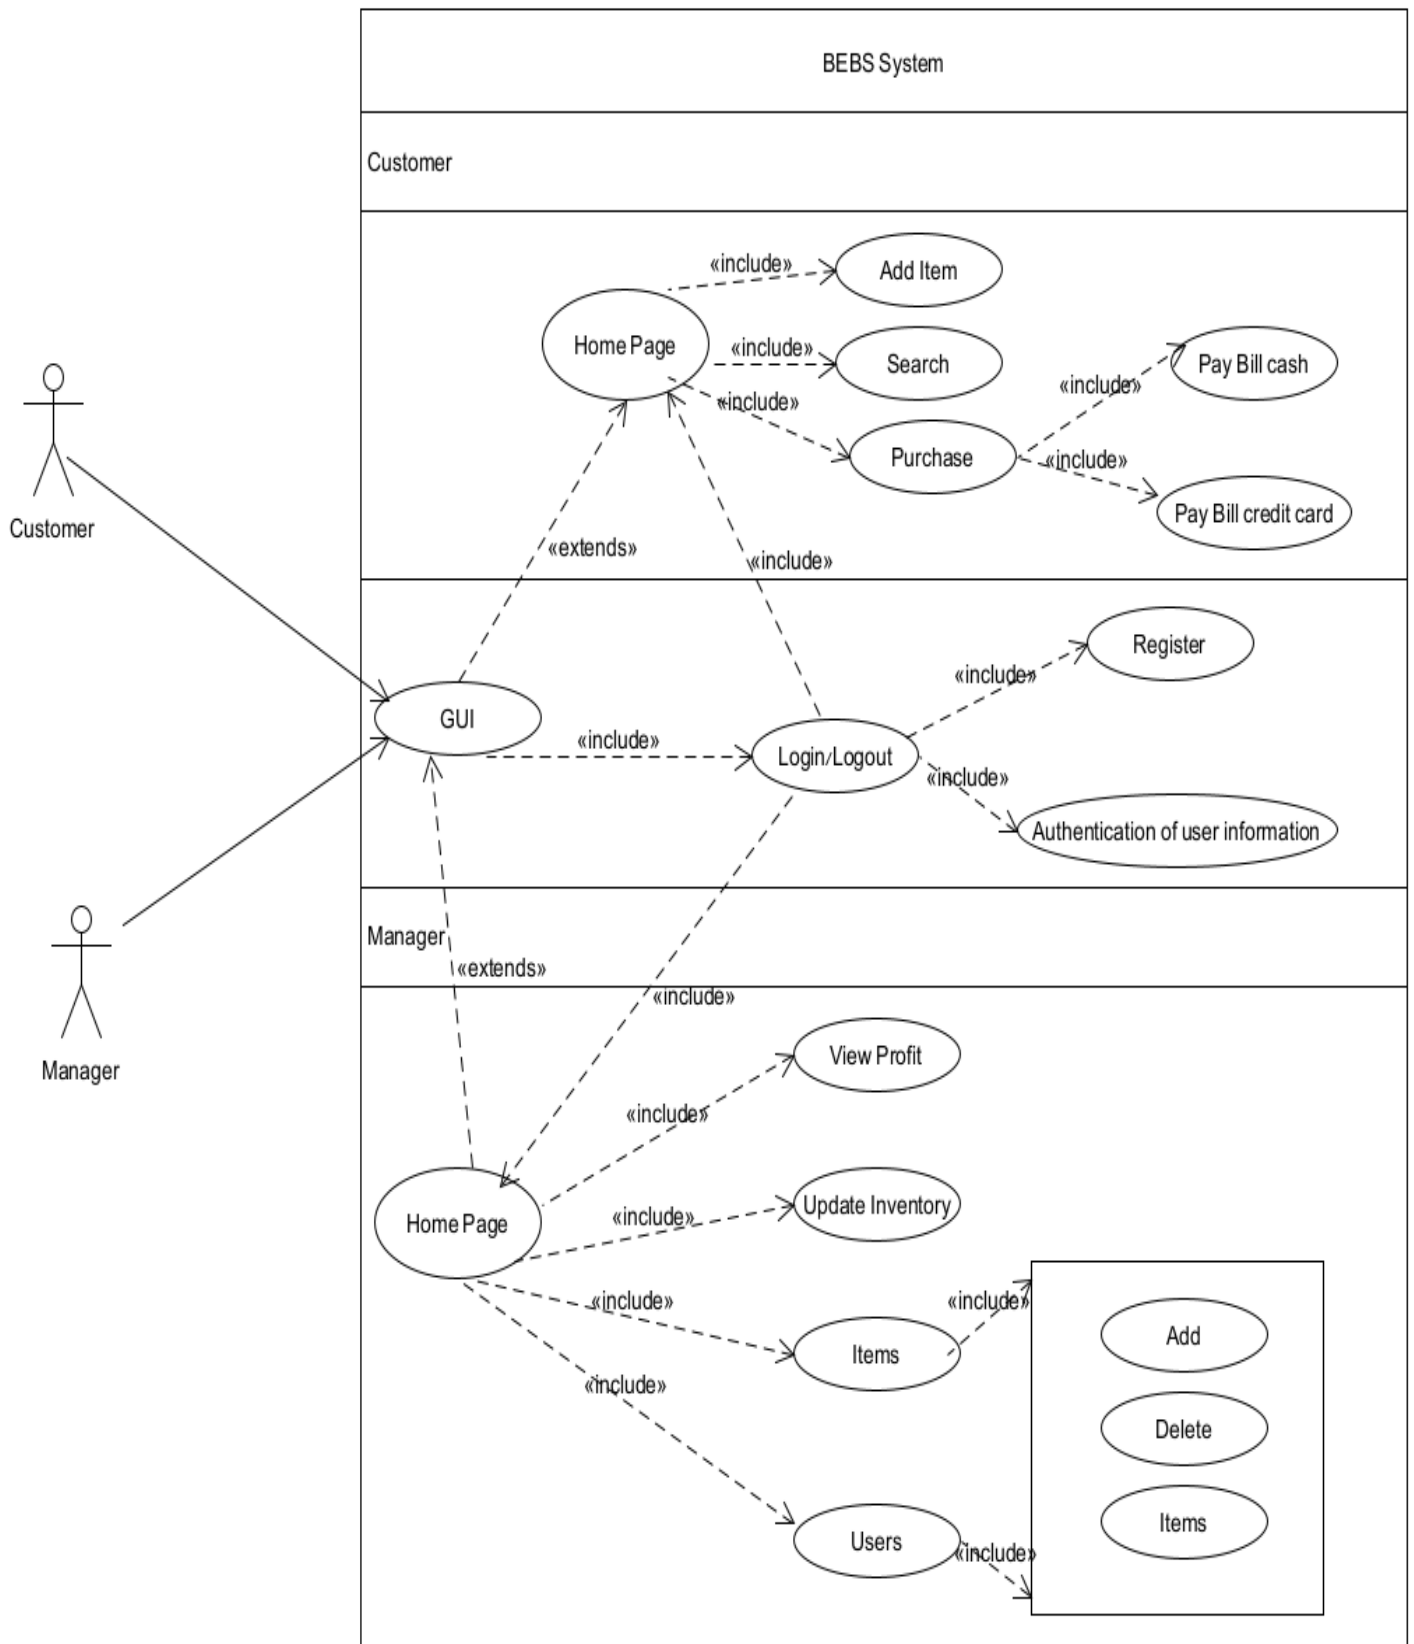 BEBS System
Customer
«include»
Add Item
Home Page
«include»
Search
Pay Bill cash
«include»
«include»
Purchase
«include»
Pay Bill credit card
Customer
«extends»
«include»
Register
«include»
GUI
«include»
Login/Logout
«include»
Authentication of user information
Manager
«extends»
«include»
Manager
View Profit
«include»
Update Inventory
«include»
Home Page
«include»
«include»
Add
Items
«include»
Delete
Items
Users
«include»